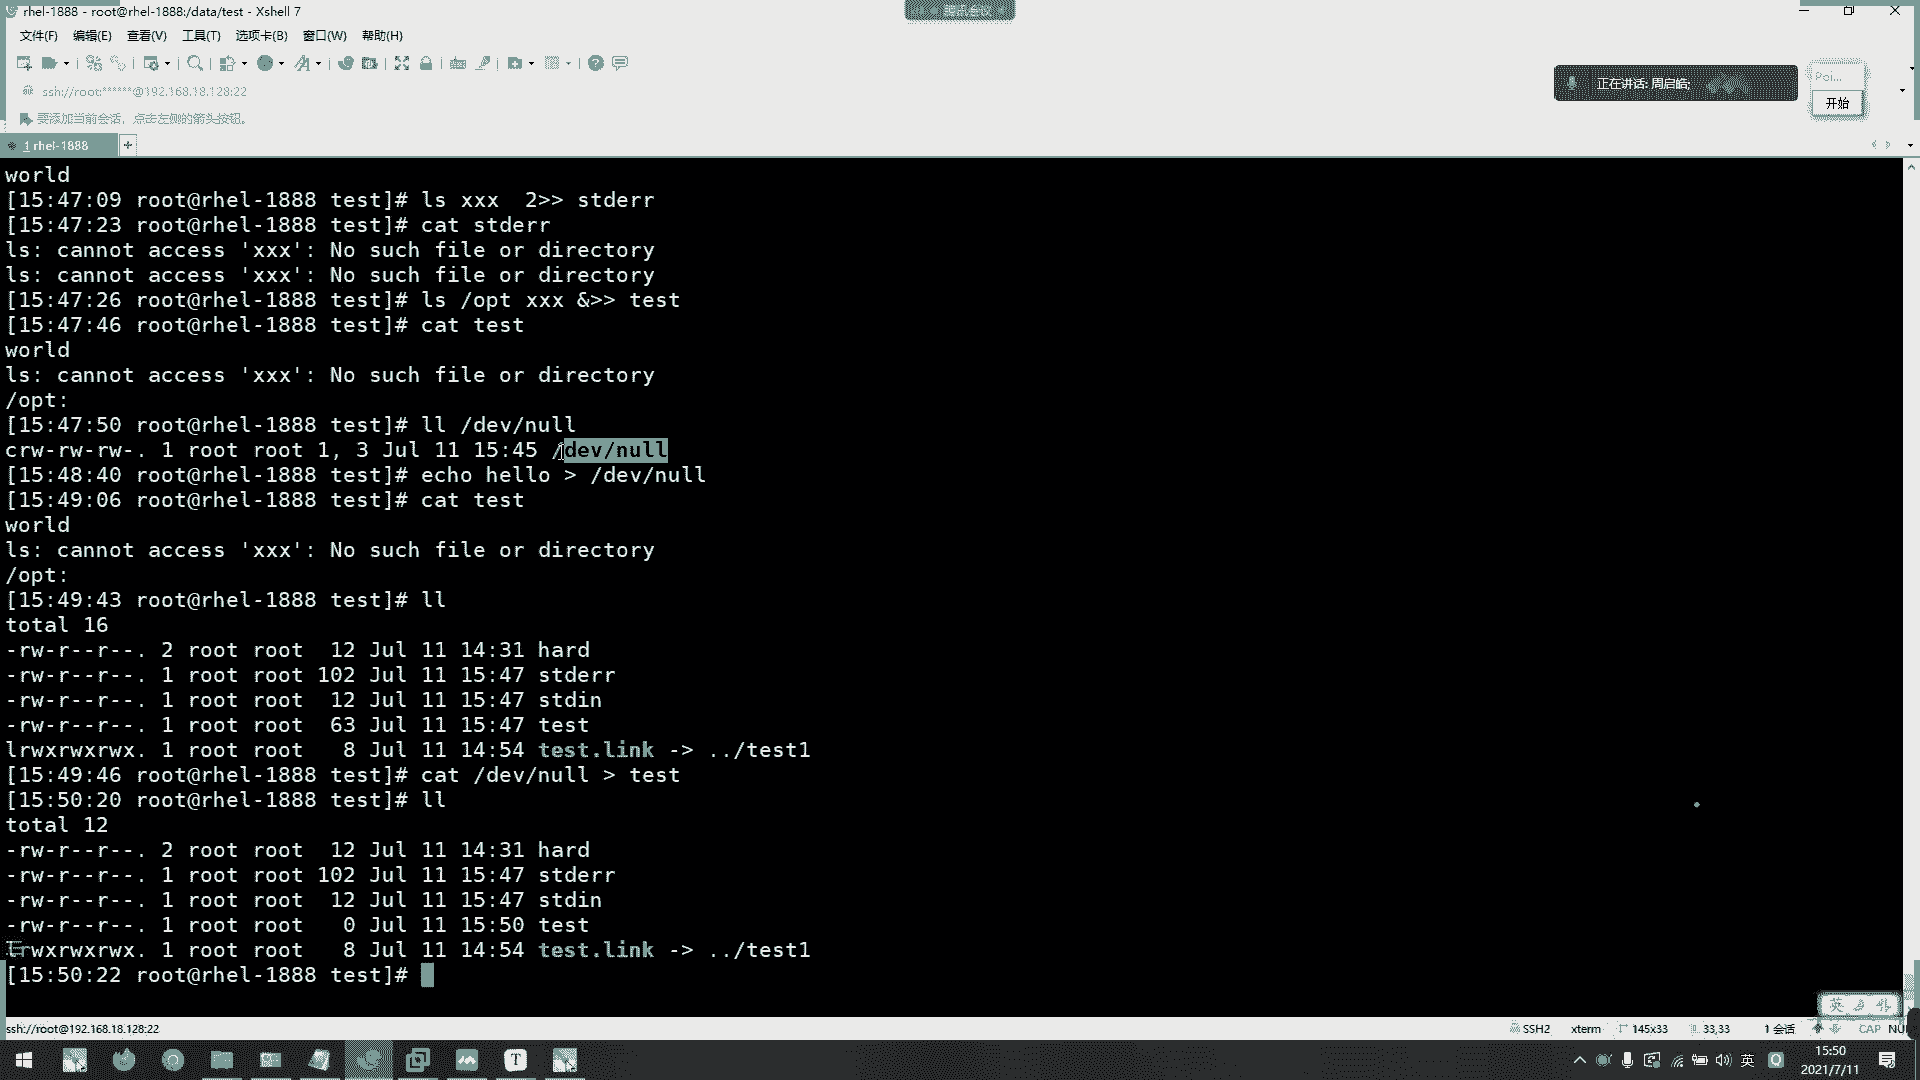 rhel-1888 - root@rhel-1888:/data/test - Xshell 7
腾讯会议
文件(F) 编辑(E) 查看(V) 工具(T) 选项卡(B) 窗口(W) 帮助(H)
ssh://root:******@192.168.18.128:22
正在讲话: 周启皓;
Poi...
开始
要添加当前会话，点击左侧的箭头按钮。
1 rhel-1888
world
[15:47:09 root@rhel-1888 test]# ls xxx  2>> stderr
[15:47:23 root@rhel-1888 test]# cat stderr
ls: cannot access 'xxx': No such file or directory
ls: cannot access 'xxx': No such file or directory
[15:47:26 root@rhel-1888 test]# ls /opt xxx &>> test
[15:47:46 root@rhel-1888 test]# cat test
world
ls: cannot access 'xxx': No such file or directory
/opt:
[15:47:50 root@rhel-1888 test]# ll /dev/null
crw-rw-rw-. 1 root root 1, 3 Jul 11 15:45 /dev/null
[15:48:40 root@rhel-1888 test]# echo hello > /dev/null
[15:49:06 root@rhel-1888 test]# cat test
world
ls: cannot access 'xxx': No such file or directory
/opt:
[15:49:43 root@rhel-1888 test]# ll
total 16
-rw-r--r--. 2 root root  12 Jul 11 14:31 hard
-rw-r--r--. 1 root root 102 Jul 11 15:47 stderr
-rw-r--r--. 1 root root  12 Jul 11 15:47 stdin
-rw-r--r--. 1 root root  63 Jul 11 15:47 test
lrwxrwxrwx. 1 root root   8 Jul 11 14:54 test.link -> ../test1
[15:49:46 root@rhel-1888 test]# cat /dev/null > test
[15:50:20 root@rhel-1888 test]# ll
total 12
-rw-r--r--. 2 root root  12 Jul 11 14:31 hard
-rw-r--r--. 1 root root 102 Jul 11 15:47 stderr
-rw-r--r--. 1 root root  12 Jul 11 15:47 stdin
-rw-r--r--. 1 root root   0 Jul 11 15:50 test
lrwxrwxrwx. 1 root root   8 Jul 11 14:54 test.link -> ../test1
[15:50:22 root@rhel-1888 test]#
英
ssh://root@192.168.18.128:22
SSH2 xterm 145x33 33,33 1 会话 CAP NUM
英 15:50
2021/7/11